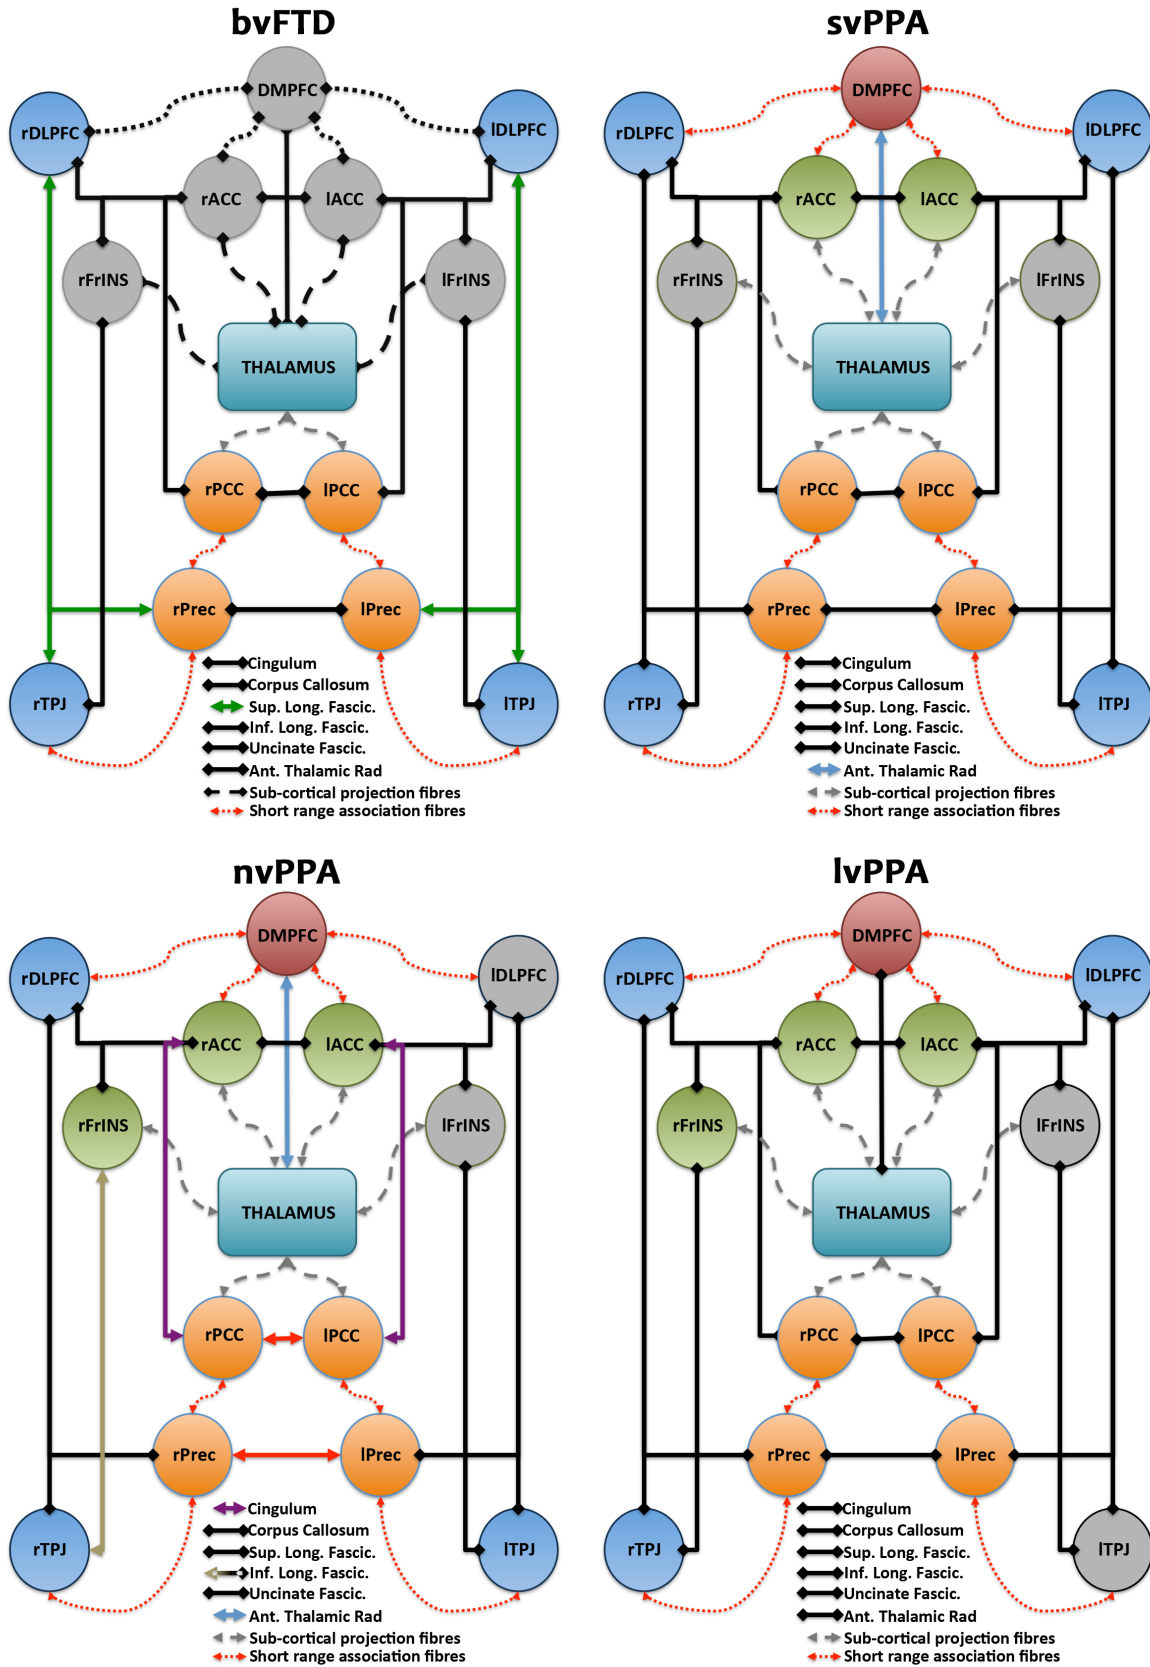 bvFTD
DMPFC
rDLPFC
lDLPFC
rACC
lACC
rFrINS
lFrINS
THALAMUS
rPCC
lPCC
rPrec
lPrec
rTPJ
lTPJ
Cingulum
Corpus Callosum
Sup. Long. Fascic.
Inf. Long. Fascic.
Uncinate Fascic.
Ant. Thalamic Rad
Sub-cortical projection fibres
Short range association fibres
svPPA
DMPFC
rDLPFC
lDLPFC
rACC
lACC
rFrINS
lFrINS
THALAMUS
rPCC
lPCC
rPrec
lPrec
rTPJ
lTPJ
Cingulum
Corpus Callosum
Sup. Long. Fascic.
Inf. Long. Fascic.
Uncinate Fascic.
Ant. Thalamic Rad
Sub-cortical projection fibres
Short range association fibres
nvPPA
DMPFC
rDLPFC
lDLPFC
rACC
lACC
rFrINS
lFrINS
THALAMUS
rPCC
lPCC
rPrec
lPrec
rTPJ
lTPJ
Cingulum
Corpus Callosum
Sup. Long. Fascic.
Inf. Long. Fascic.
Uncinate Fascic.
Ant. Thalamic Rad
Sub-cortical projection fibres
Short range association fibres
lvPPA
DMPFC
rDLPFC
lDLPFC
rACC
lACC
rFrINS
lFrINS
THALAMUS
rPCC
lPCC
rPrec
lPrec
rTPJ
lTPJ
Cingulum
Corpus Callosum
Sup. Long. Fascic.
Inf. Long. Fascic.
Uncinate Fascic.
Ant. Thalamic Rad
Sub-cortical projection fibres
Short range association fibres